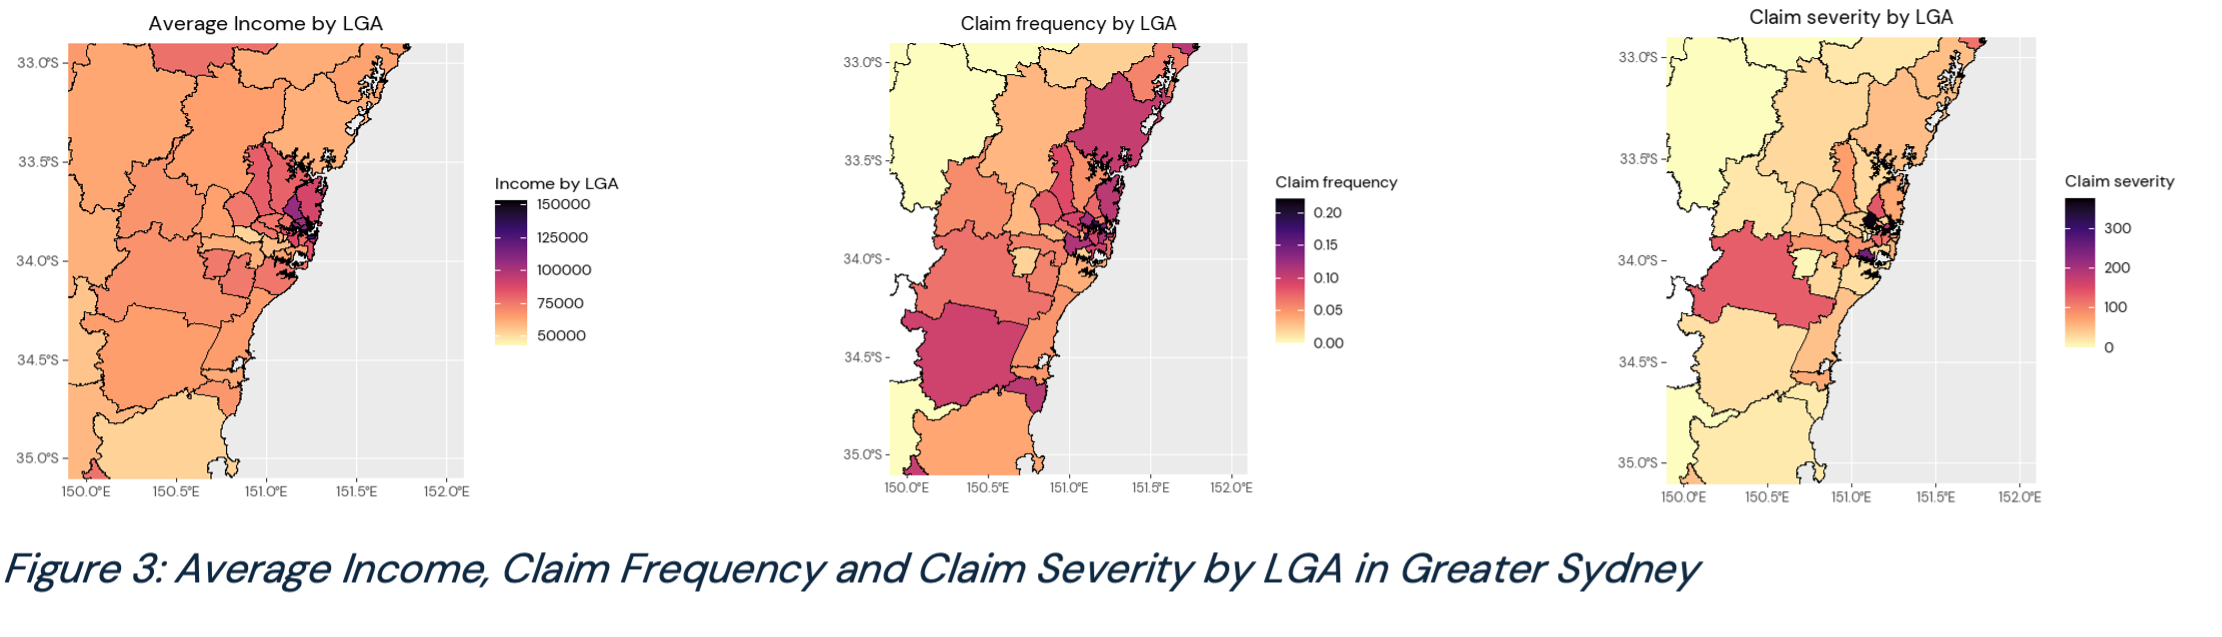 Average Income by LGA
33.0°S
33.5°S
34.0°S
34.5°S
35.0°S
150.0°E 150.5°E 151.0°E 151.5°E 152.0°E
Income by LGA
150000
125000
100000
75000
50000
Claim frequency by LGA
33.0°S
33.5°S
34.0°S
34.5°S
35.0°S
150.0°E 150.5°E 151.0°E 151.5°E 152.0°E
Claim frequency
0.20
0.15
0.10
0.05
0.00
Claim severity by LGA
33.0°S
33.5°S
34.0°S
34.5°S
35.0°S
150.0°E 150.5°E 151.0°E 151.5°E 152.0°E
Claim severity
300
200
100
0
Figure 3: Average Income, Claim Frequency and Claim Severity by LGA in Greater Sydney